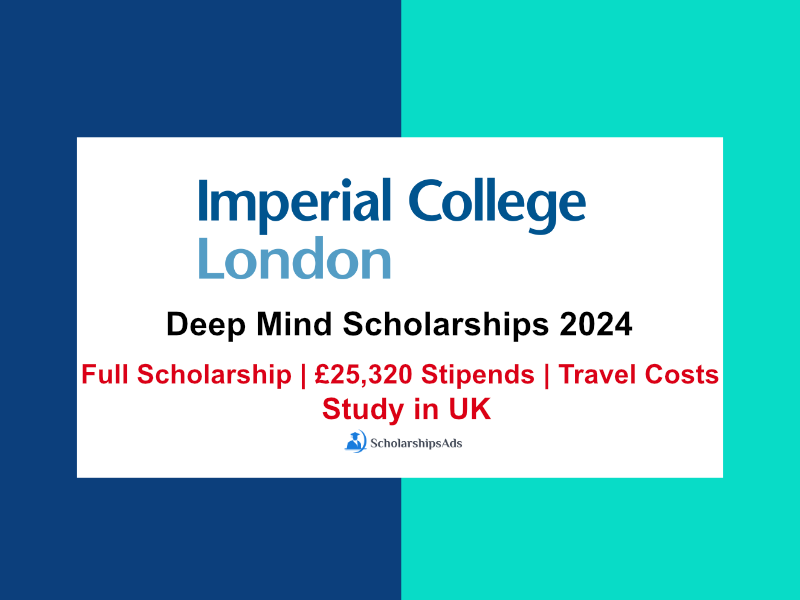 Imperial College
London
Deep Mind Scholarships 2024
Full Scholarship | £25,320 Stipends | Travel Costs
Study in UK
ScholarshipsAds